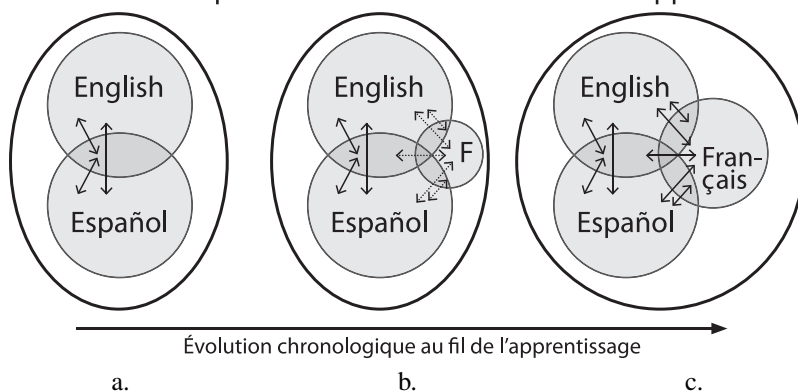 English
Español
English
F
Español
English
Fran-
çais
Español
Évolution chronologique au fil de l’apprentissage
a.
b.
c.